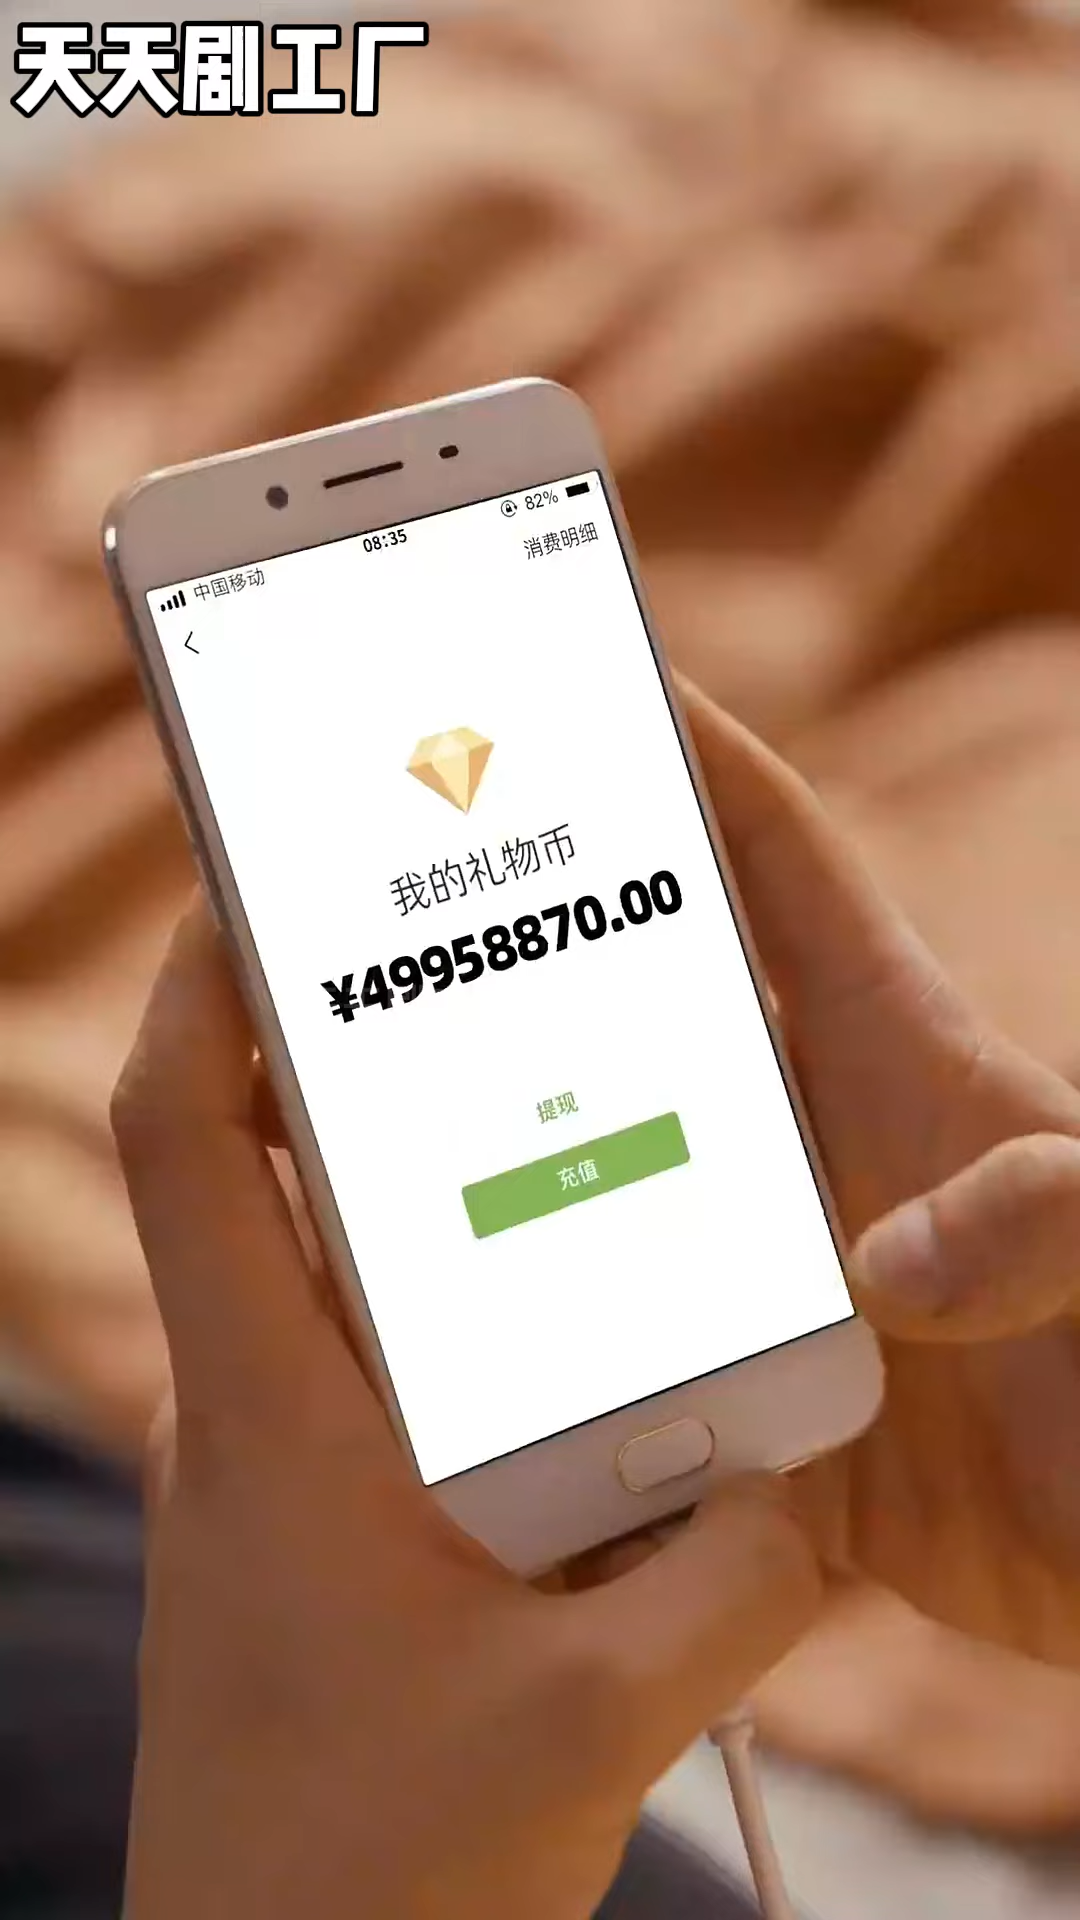 天天剧工厂
82%
08:35
消费明细
中国移动
我的礼物币
¥49958870.00
提现
充值